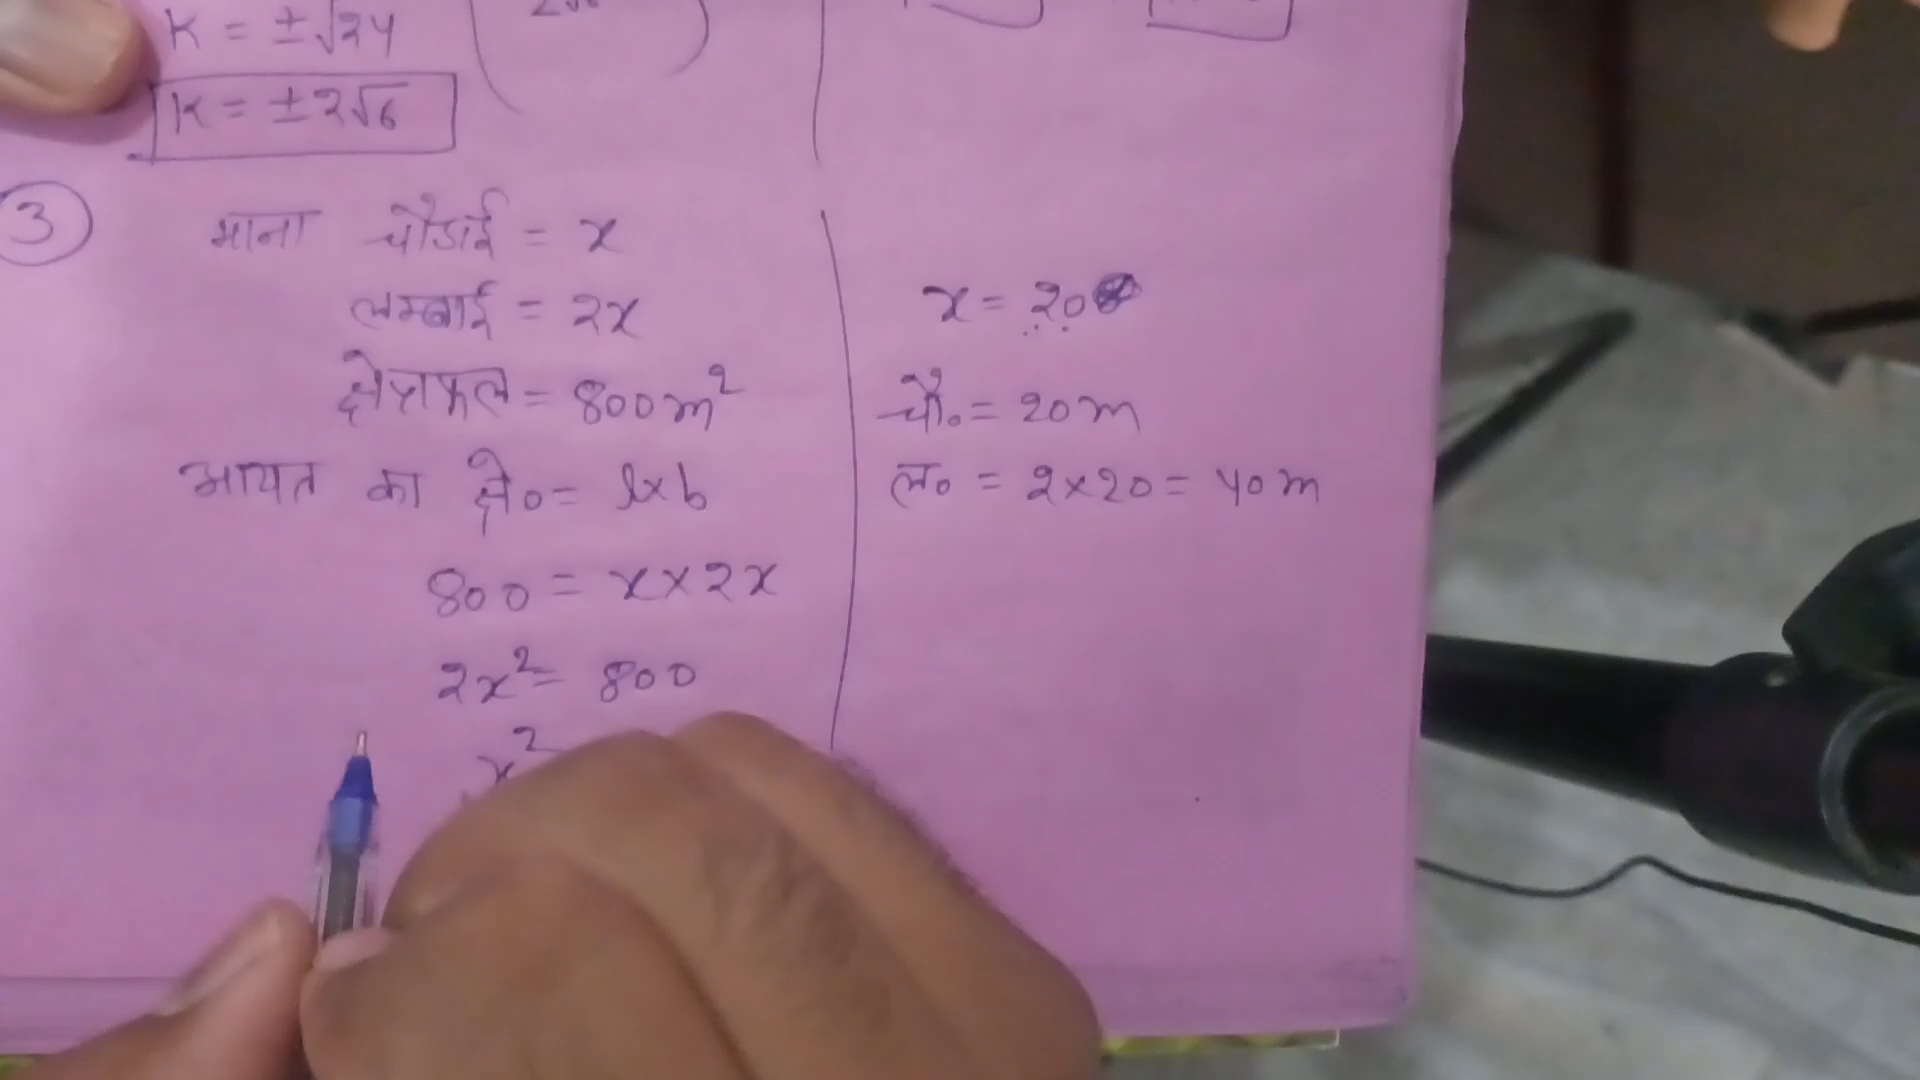 K = ±√24
K = ±2√6
3
माना चौडाई = x
लम्बाई = 2x
क्षेत्रफल = 800m²
आयत का क्षे० = l×b
800 = x×2x
2x² = 800
x²
x = 20
चौ० = 20m
ल० = 2×20 = 40m